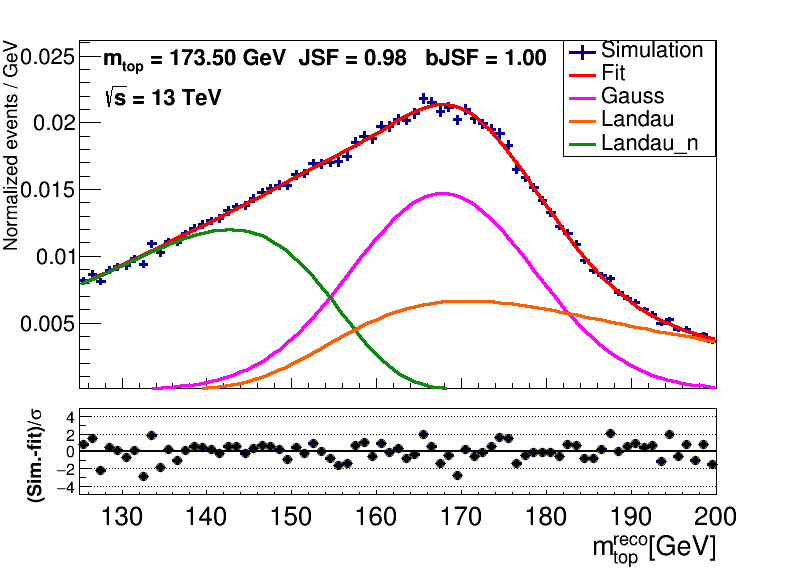 m_top = 173.50 GeV JSF = 0.98 bJSF = 1.00
√s = 13 TeV
Simulation
Fit
Gauss
Landau
Landau_n
Normalized events / GeV
0.025
0.02
0.015
0.01
0.005
(Sim.-fit)/σ
4
2
0
−2
−4
130 140 150 160 170 180 190 200
m_top^reco[GeV]